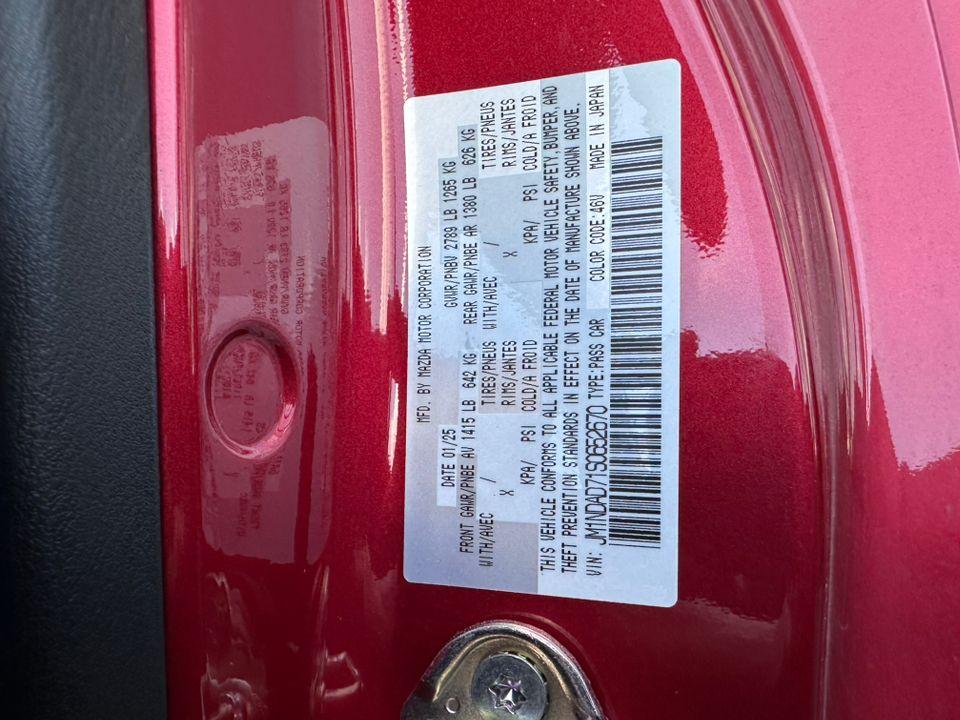 MFD. BY MAZDA MOTOR CORPORATION
DATE 01/25 GVWR/PNBV 2789 LB 1265 KG
FRONT GAWR/PNBE AV 1415 LB 642 KG REAR GAWR/PNBE AR 1380 LB 626 KG
WITH/AVEC / TIRES/PNEUS WITH/AVEC / TIRES/PNEUS
X RIMS/JANTES X RIMS/JANTES
KPA/ PSI COLD/A FROID KPA/ PSI COLD/A FROID
THIS VEHICLE CONFORMS TO ALL APPLICABLE FEDERAL MOTOR VEHICLE SAFETY, BUMPER, AND
THEFT PREVENTION STANDARDS IN EFFECT ON THE DATE OF MANUFACTURE SHOWN ABOVE.
VIN: JM1NDAD71S0652670 TYPE:PASS CAR COLOR CODE:46V MADE IN JAPAN